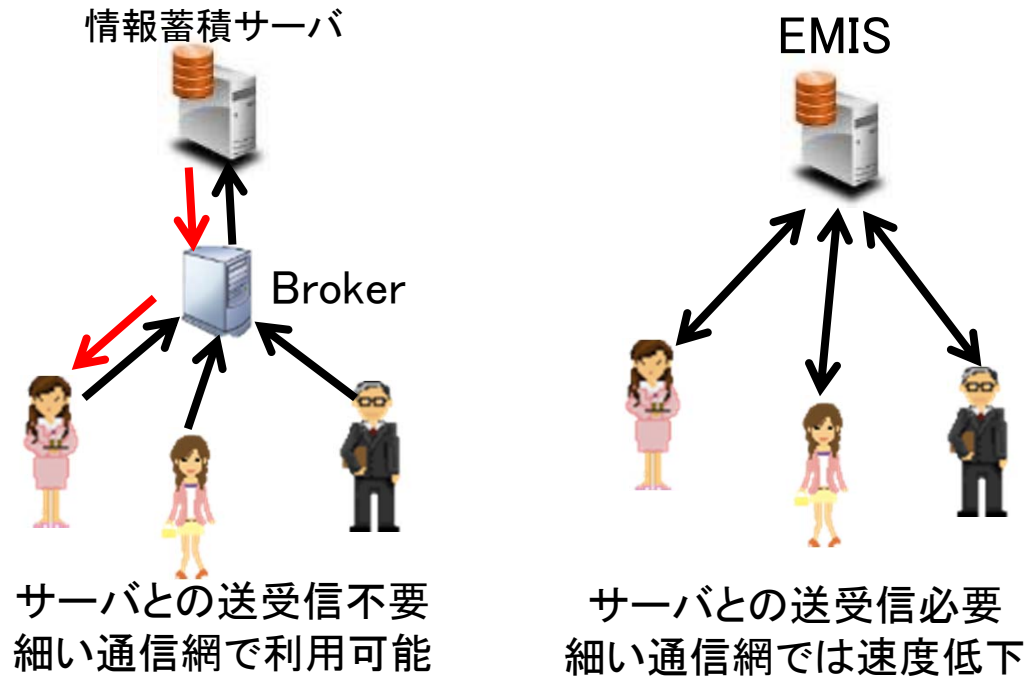 情報蓄積サーバ
Broker
サーバとの送受信不要
細い通信網で利用可能
EMIS
サーバとの送受信必要
細い通信網では速度低下